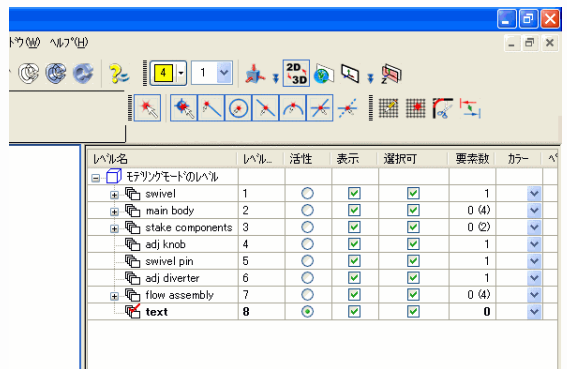 ドウ(W) ヘルプ(H)
4 1 2D 3D
z
レベル名 レベル... 活性 表示 選択可 要素数 カラー
モデリングモードのレベル
swivel 1 1
main body 2 0 (4)
stake components 3 0 (2)
adj knob 4 1
swivel pin 5 1
adj diverter 6 1
flow assembly 7 0 (4)
text 8 0